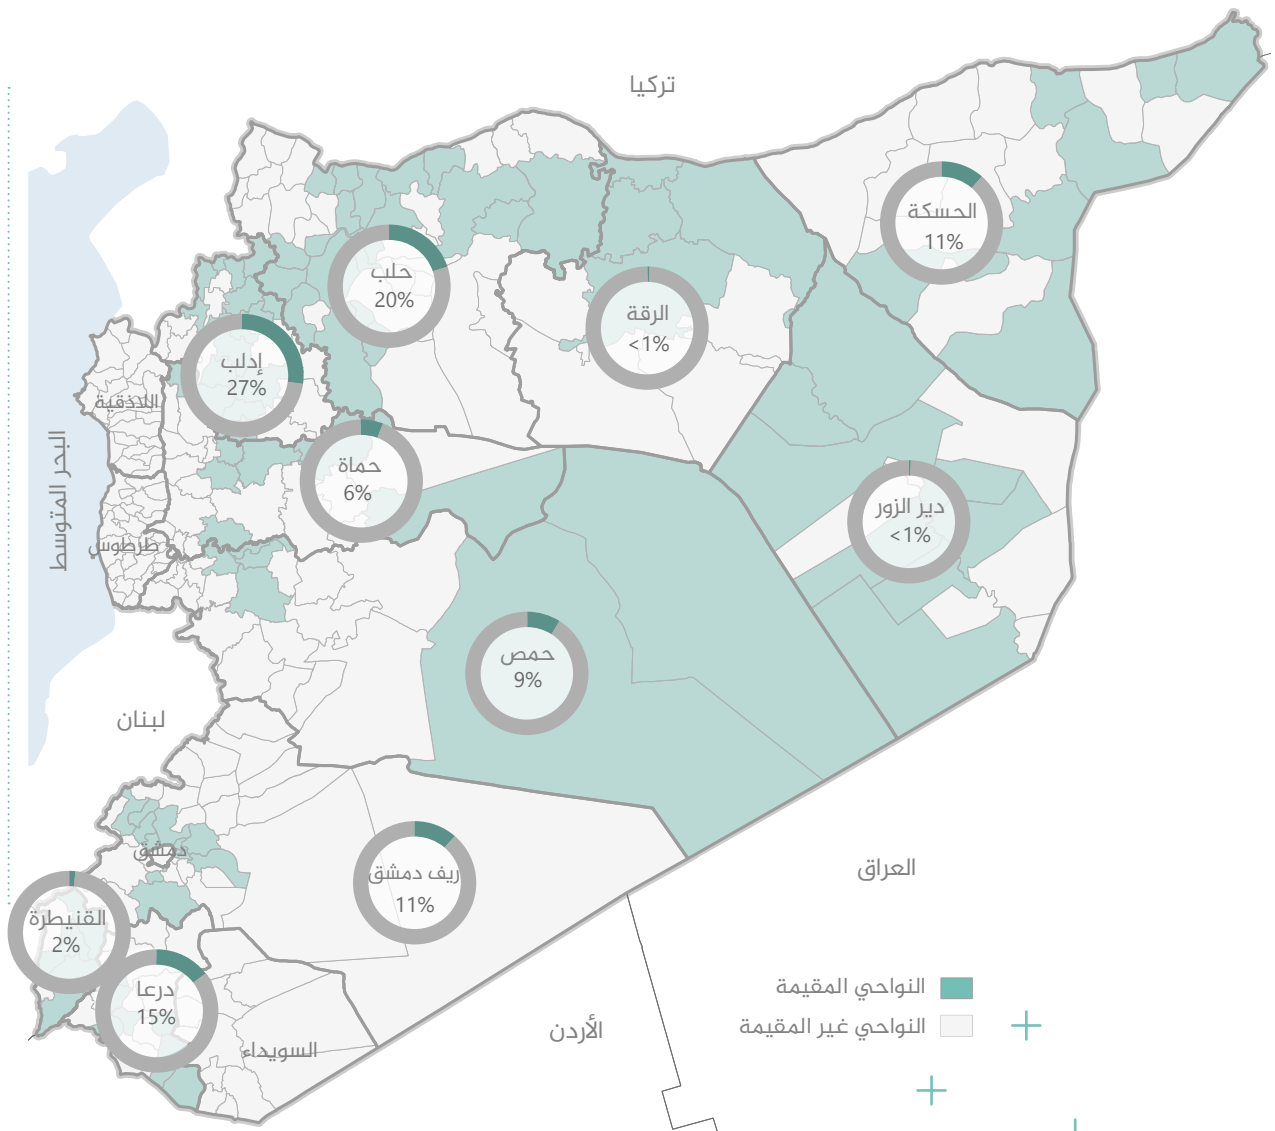 تركيا
الحسكة
11%
حلب
20%
الرقة
<1%
إدلب
27%
اللاذقية
حماة
6%
البحر المتوسط
دير الزور
<1%
طرطوس
حمص
9%
لبنان
دمشق
ريف دمشق
11%
العراق
القنيطرة
2%
درعا
15%
النواحي المقيمة
النواحي غير المقيمة
الأردن
السويداء